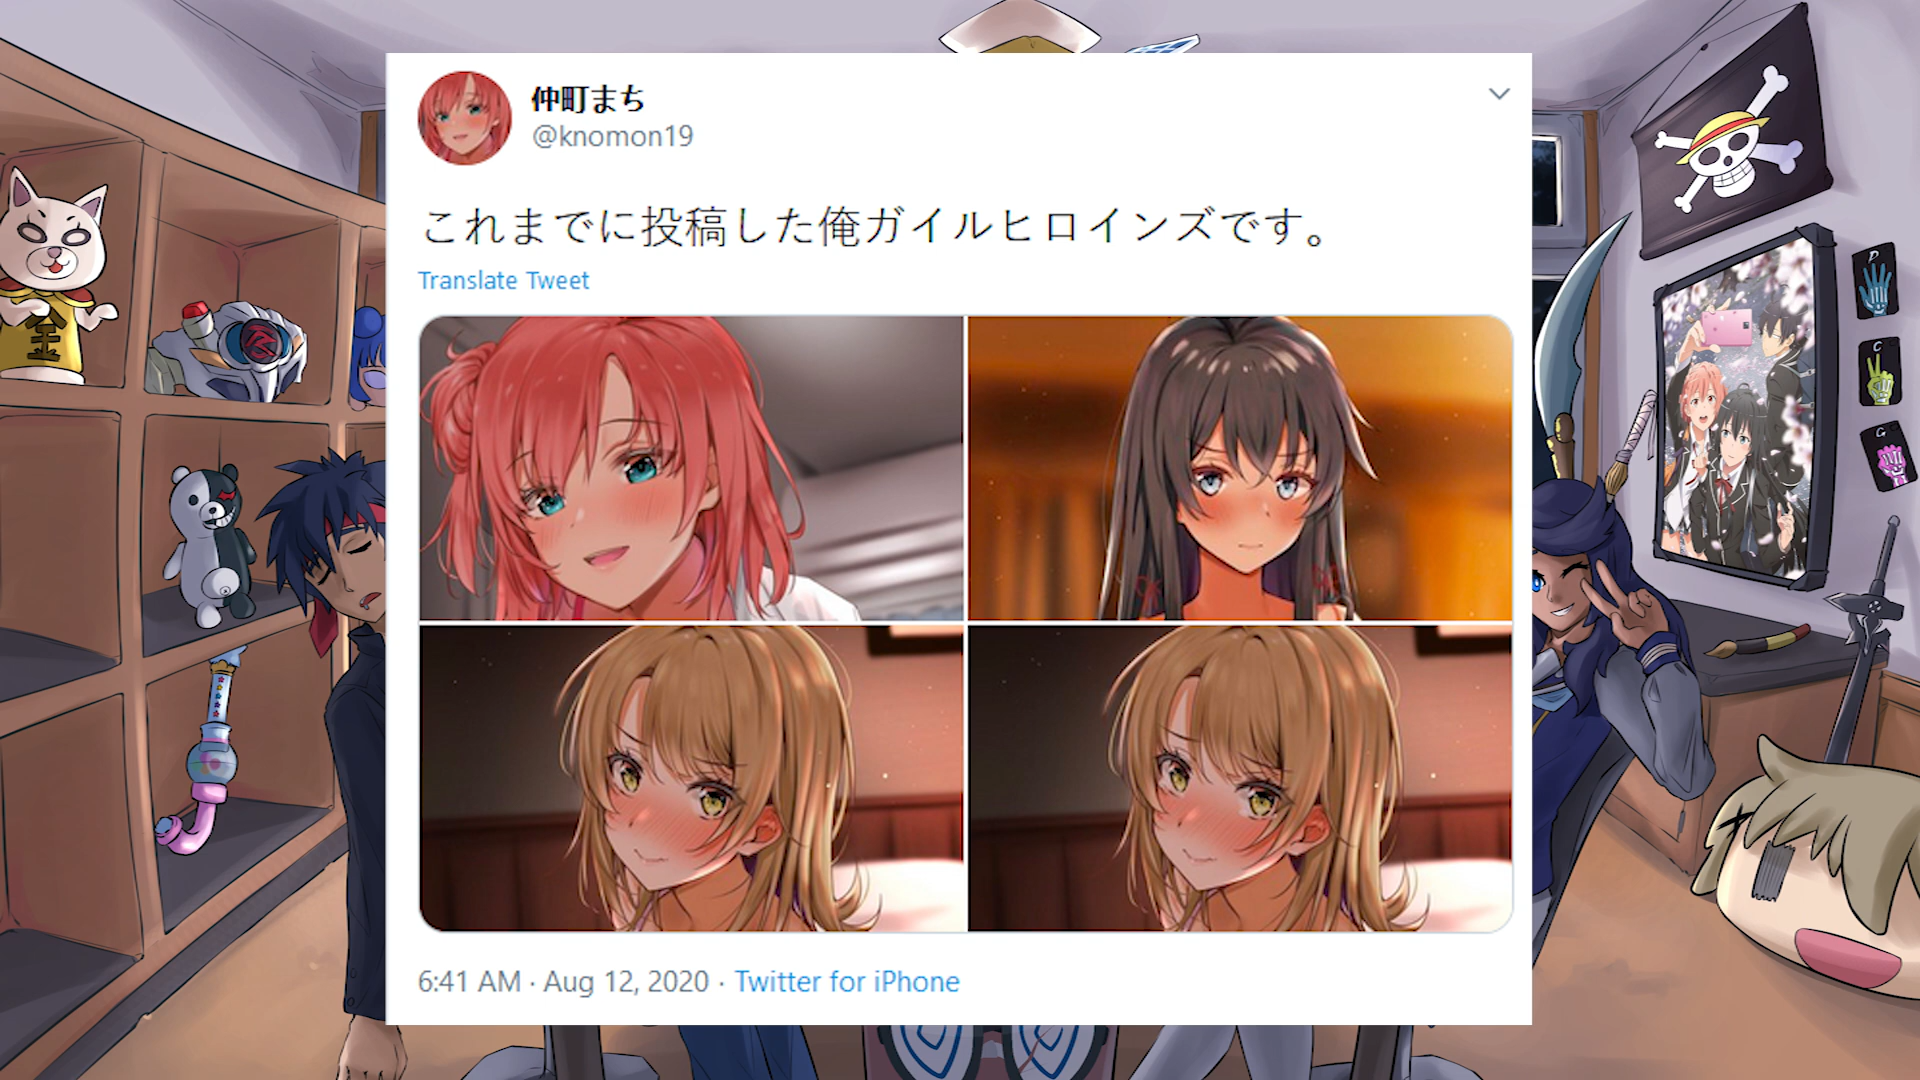 仲町まち
@knomon19
これまでに投稿した俺ガイルヒロインズです。
Translate Tweet
6:41 AM · Aug 12, 2020 · Twitter for iPhone
金
P
C
G